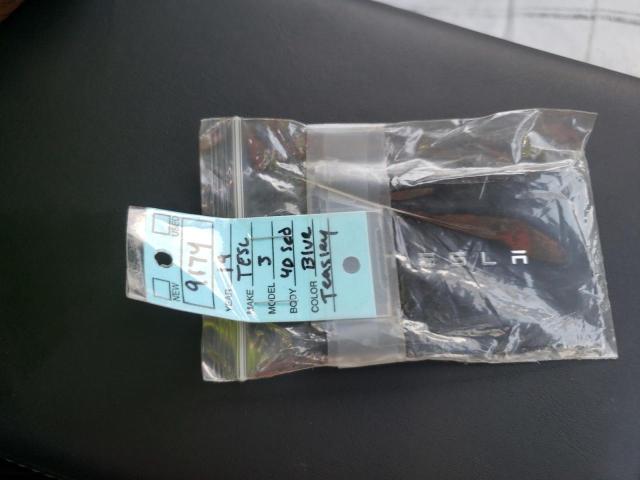 NEW USED
9174
YEAR 19
MAKE TESL
MODEL 3
BODY 4D Sed
COLOR Blue
Teasley
TESLA